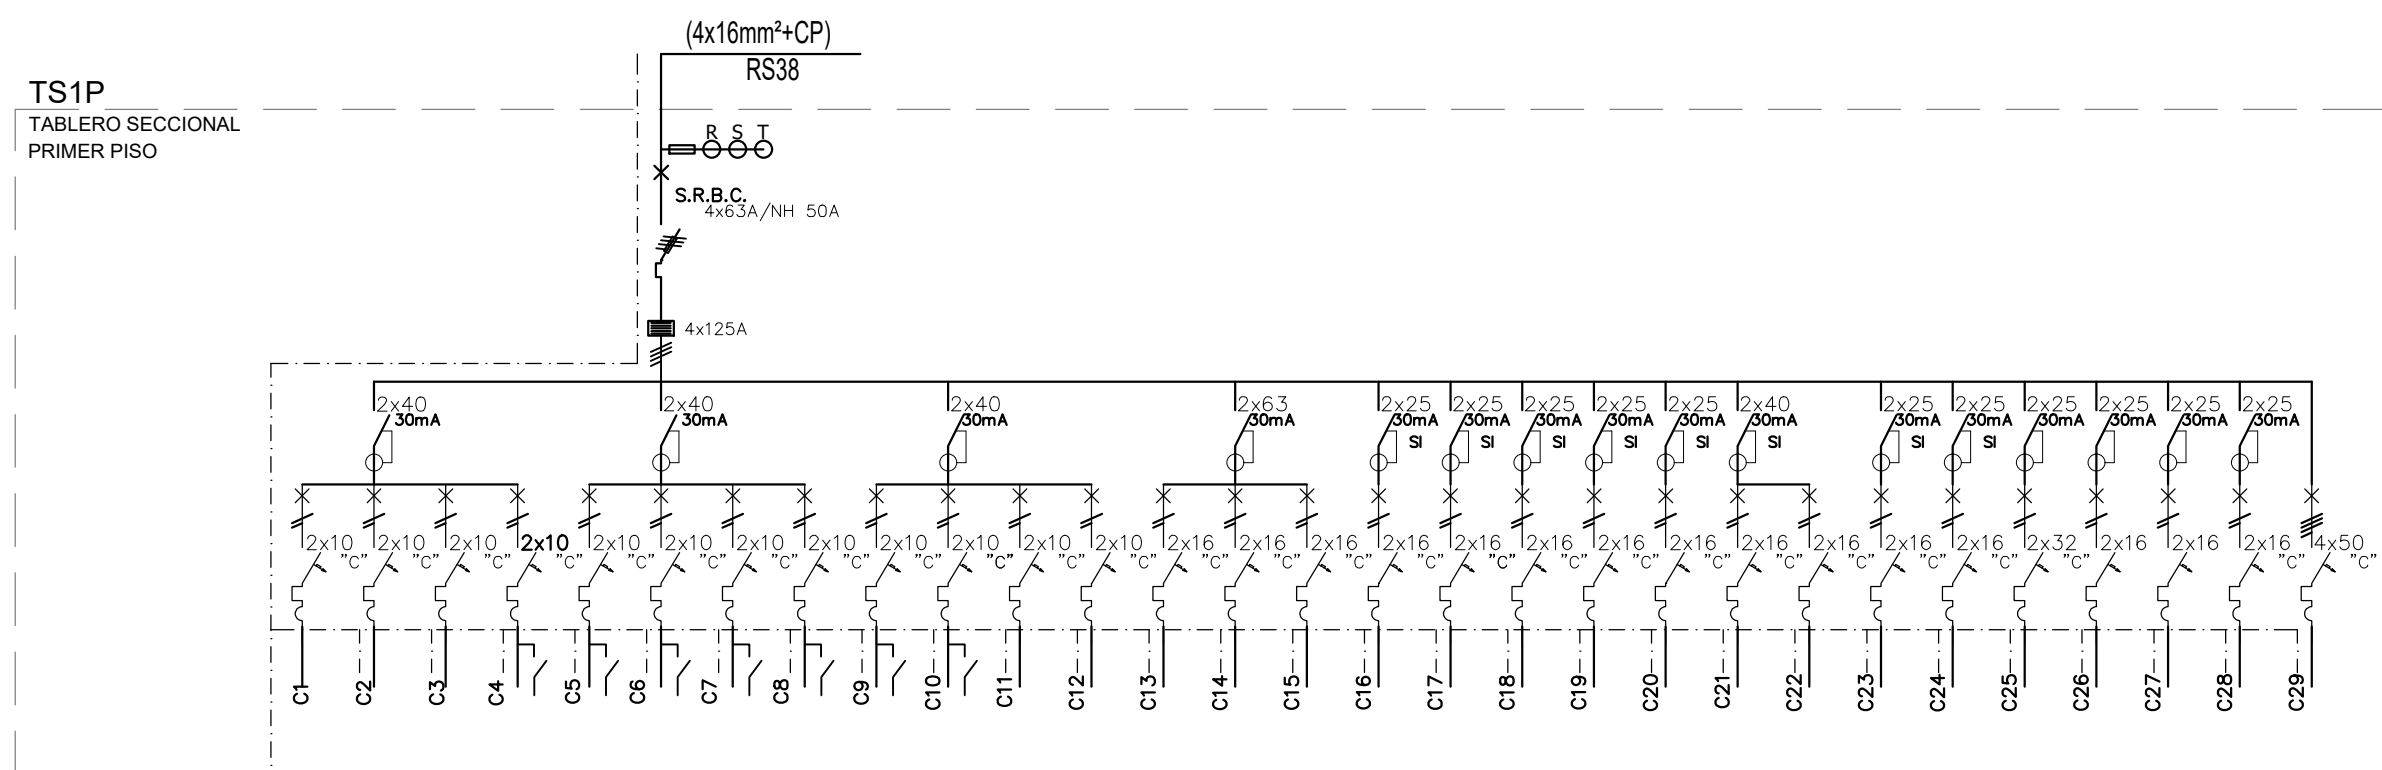 (4x16mm²+CP)
RS38
TS1P
TABLERO SECCIONAL
PRIMER PISO
R S T
S.R.B.C.
4x63A/NH 50A
4x125A
2x40 2x40 2x40 2x63 2x25 2x25 2x25 2x25 2x25 2x40 2x25 2x25 2x25 2x25 2x25 2x25
30mA 30mA 30mA 30mA 30mA 30mA 30mA 30mA 30mA 30mA 30mA 30mA 30mA 30mA 30mA 30mA
SI SI SI SI SI SI SI SI
2x10 2x10 2x10 2x10 2x10 2x10 2x10 2x10 2x10 2x10 2x10 2x10 2x16 2x16 2x16 2x16 2x16 2x16 2x16 2x16 2x16 2x16 2x16 2x16 2x32 2x16 2x16 2x16 4x50
"C" "C" "C" "C" "C" "C" "C" "C" "C" "C" "C" "C" "C" "C" "C" "C" "C" "C" "C" "C" "C" "C" "C" "C" "C" "C" "C"
C1 C2 C3 C4 C5 C6 C7 C8 C9 C10 C11 C12 C13 C14 C15 C16 C17 C18 C19 C20 C21 C22 C23 C24 C25 C26 C27 C28 C29